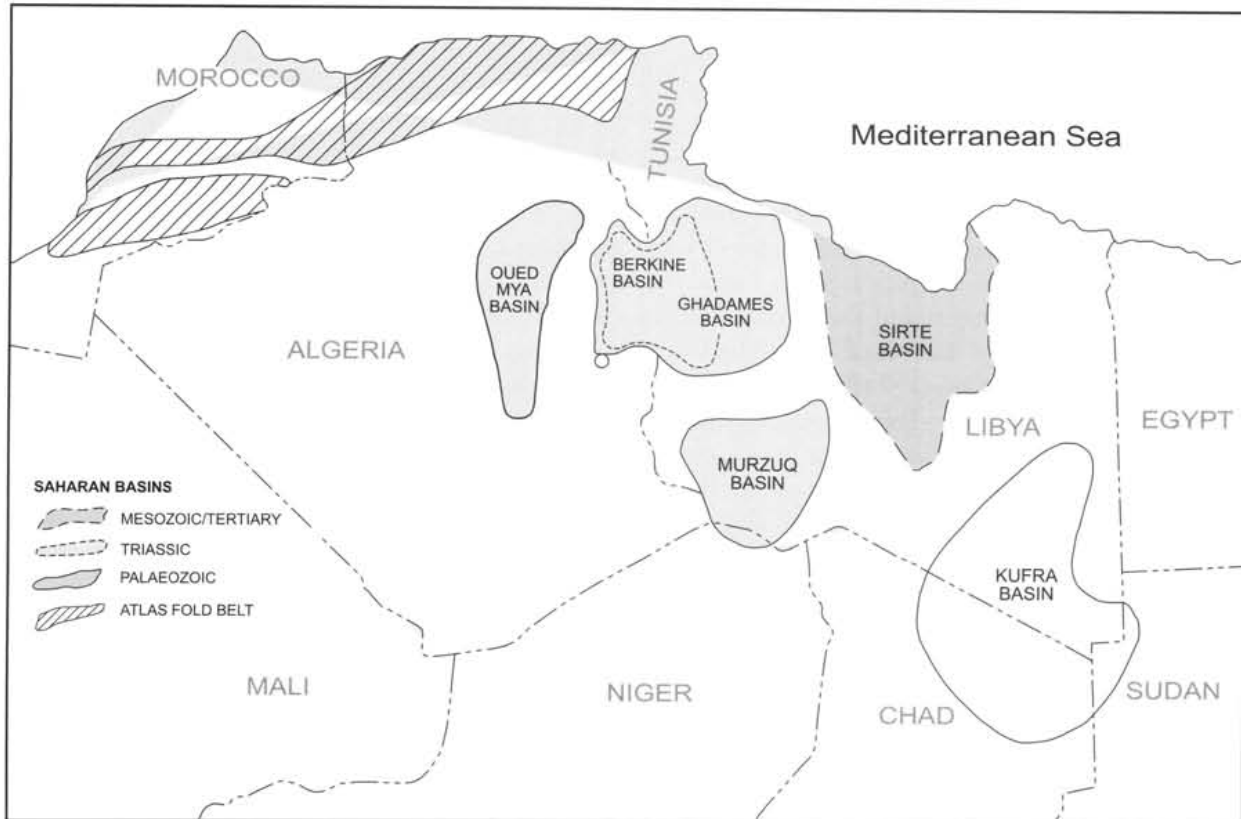 MOROCCO
TUNISIA
Mediterranean Sea
OUED
MYA
BASIN
BERKINE
BASIN
GHADAMES
BASIN
SIRTE
BASIN
ALGERIA
LIBYA
EGYPT
MURZUQ
BASIN
SAHARAN BASINS
MESOZOIC/TERTIARY
TRIASSIC
PALAEOZOIC
ATLAS FOLD BELT
KUFRA
BASIN
MALI
NIGER
CHAD
SUDAN